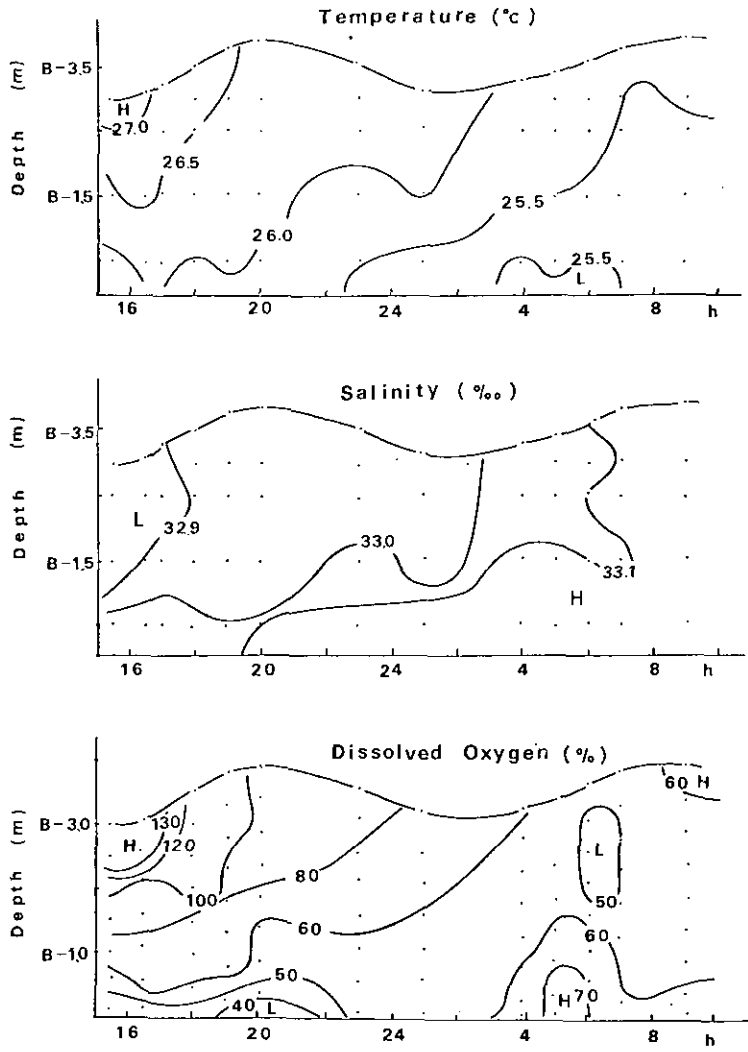 Temperature (°c)
Depth (m)
B-3.5
B-1.5
H
27.0
26.5
26.0
25.5
25.5
L
16 20 24 4 8 h
Salinity (‰)
Depth (m)
B-3.5
B-1.5
L
32.9
33.0
33.1
H
16 20 24 4 8 h
Dissolved Oxygen (%)
Depth (m)
B-3.0
B-1.0
60 H
130
H
120
100
80
60
50
40 L
L
50
60
H 70
16 20 24 4 8 h